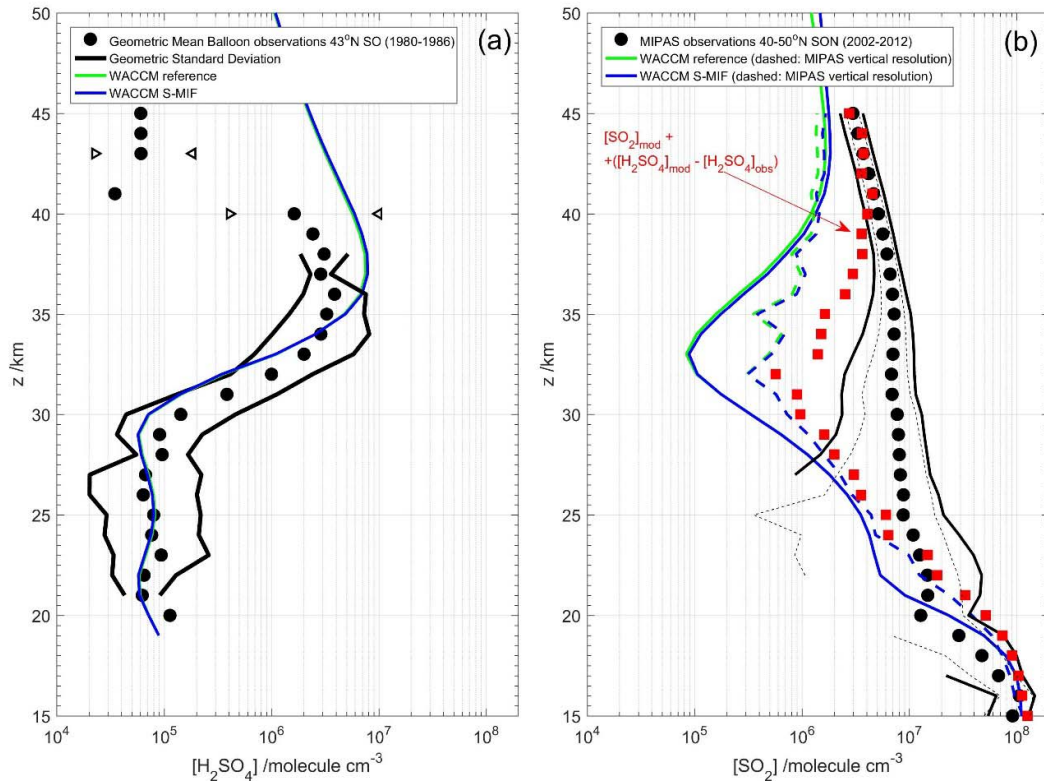 (a)
Geometric Mean Balloon observations 43°N SO (1980-1986)
Geometric Standard Deviation
WACCM reference
WACCM S-MIF
50
45
40
35
30
25
20
15
z /km
10^4
10^5
10^6
10^7
10^8
[H₂SO₄] /molecule cm⁻³
(b)
MIPAS observations 40-50°N SON (2002-2012)
WACCM reference (dashed: MIPAS vertical resolution)
WACCM S-MIF (dashed: MIPAS vertical resolution)
[SO₂]mod +
+([H₂SO₄]mod - [H₂SO₄]obs)
50
45
40
35
30
25
20
15
z /km
10^4
10^5
10^6
10^7
10^8
[SO₂] /molecule cm⁻³